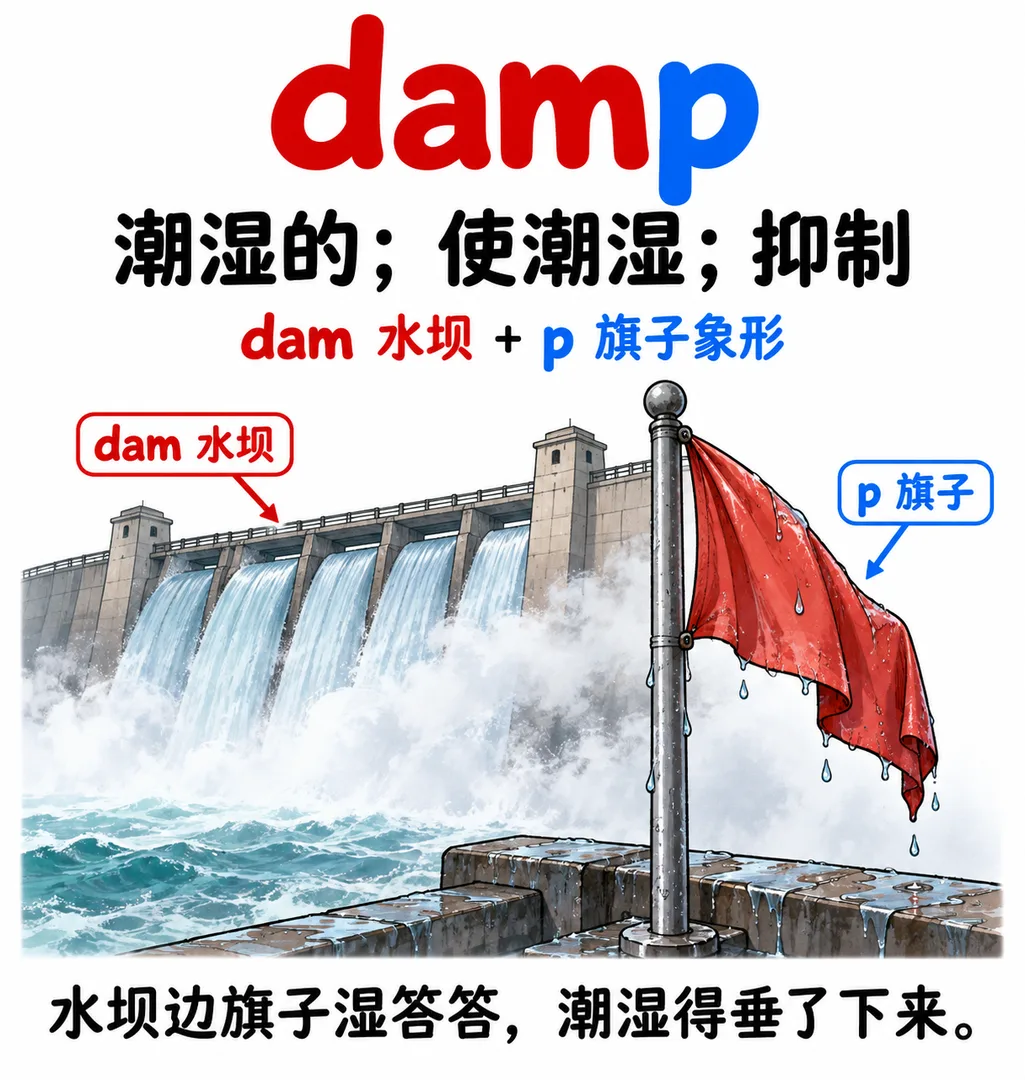 damp
潮湿的；使潮湿；抑制
dam 水坝 + p 旗子象形
dam 水坝
p 旗子
水坝边旗子湿答答，潮湿得垂了下来。